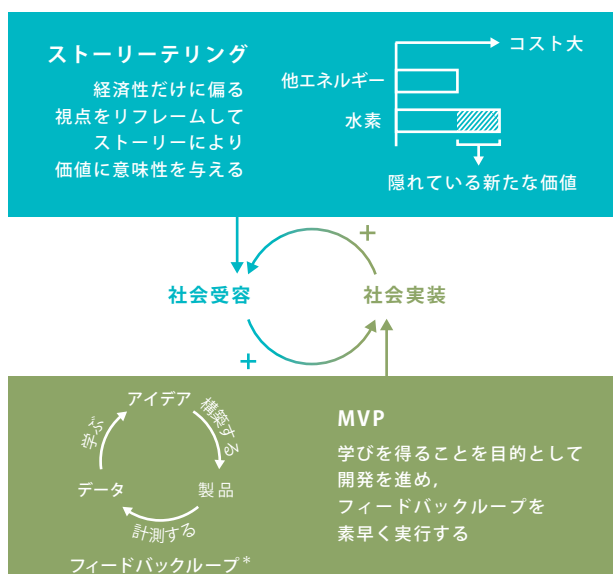 ストーリーテリング
経済性だけに偏る
視点をリフレームして
ストーリーにより
価値に意味性を与える
コスト大
他エネルギー
水素
隠れている新たな価値
+
社会受容
社会実装
+
アイデア
構築する
製品
計測する
データ
学ぶ
フィードバックループ*
MVP
学びを得ることを目的として
開発を進め,
フィードバックループを
素早く実行する